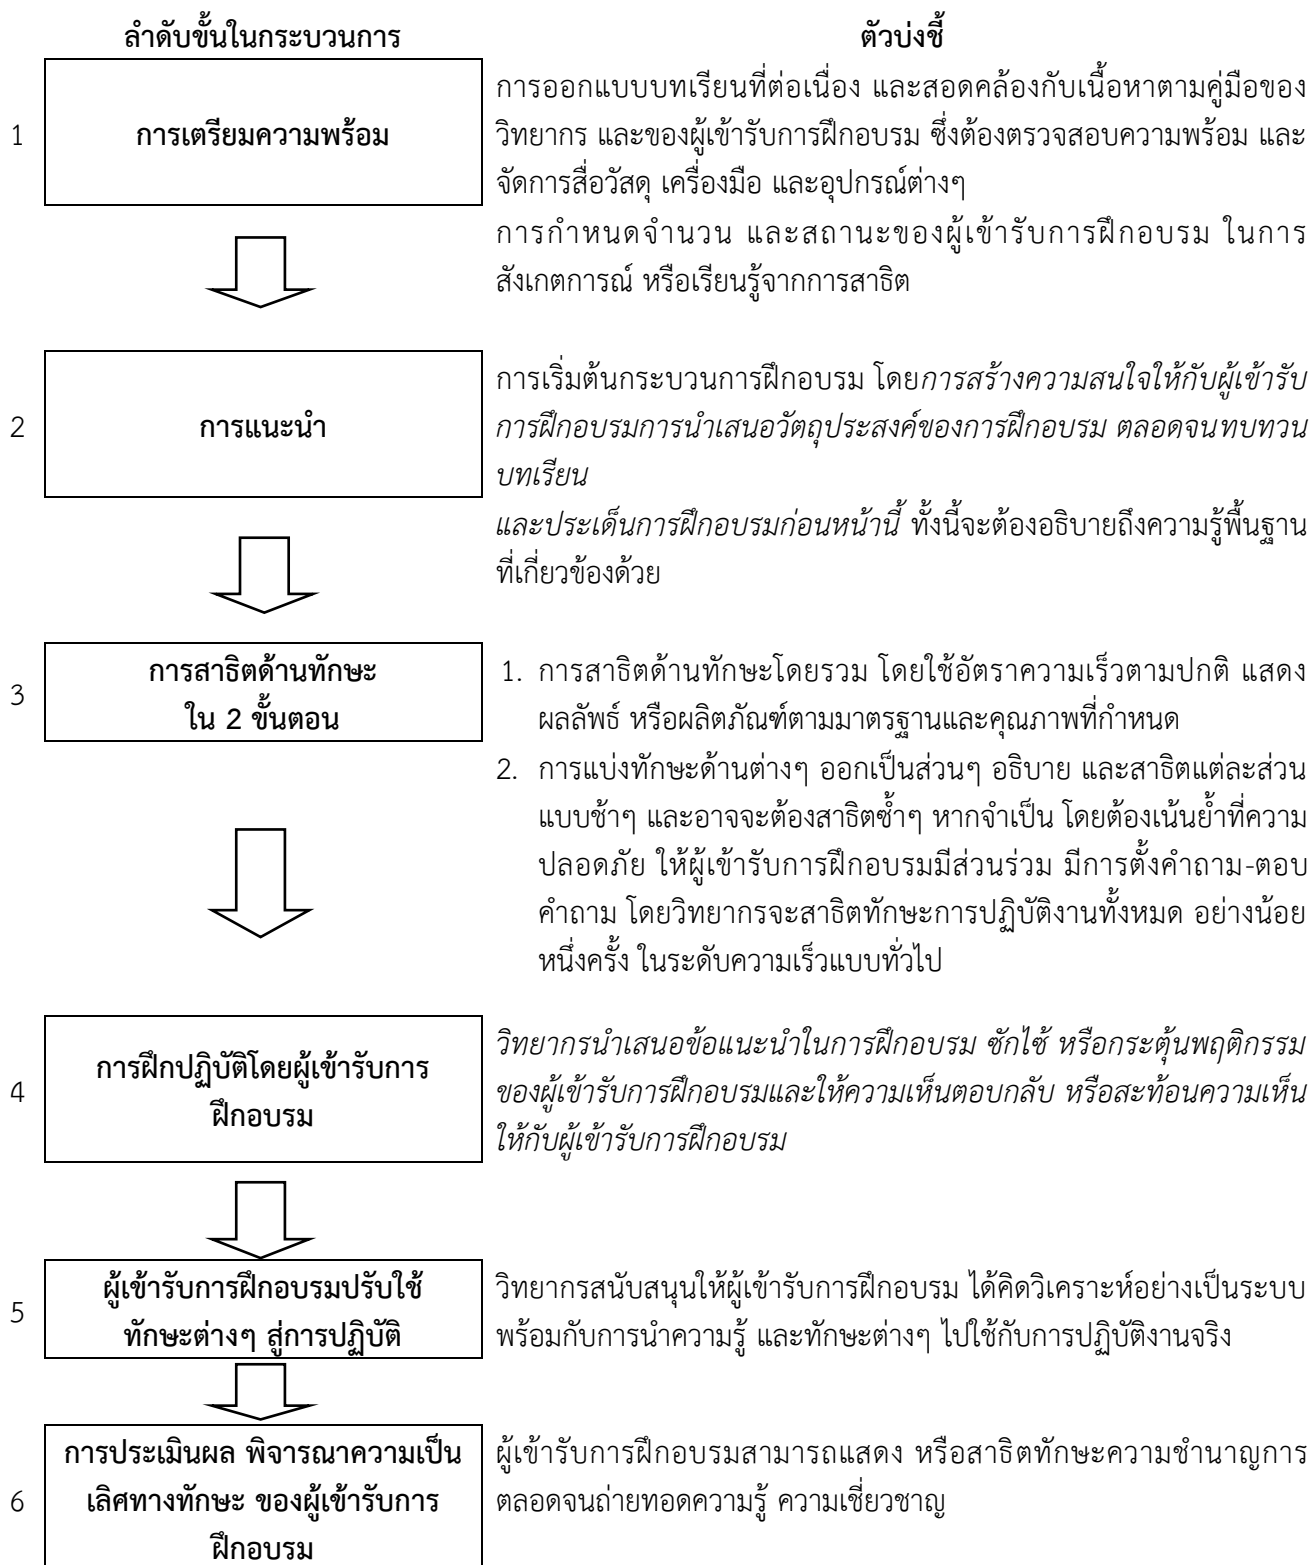 ลำดับขั้นในกระบวนการ
ตัวบ่งชี้
1
การเตรียมความพร้อม
การออกแบบบทเรียนที่ต่อเนื่อง และสอดคล้องกับเนื้อหาตามคู่มือของ
วิทยากร และของผู้เข้ารับการฝึกอบรม ซึ่งต้องตรวจสอบความพร้อม และ
จัดการสื่อวัสดุ เครื่องมือ และอุปกรณ์ต่างๆ
การกำหนดจำนวน และสถานะของผู้เข้ารับการฝึกอบรม ในการ
สังเกตการณ์ หรือเรียนรู้จากการสาธิต
2
การแนะนำ
การเริ่มต้นกระบวนการฝึกอบรม โดยการสร้างความสนใจให้กับผู้เข้ารับ
การฝึกอบรมการนำเสนอวัตถุประสงค์ของการฝึกอบรม ตลอดจนทบทวน
บทเรียน
และประเด็นการฝึกอบรมก่อนหน้านี้ ทั้งนี้จะต้องอธิบายถึงความรู้พื้นฐาน
ที่เกี่ยวข้องด้วย
3
การสาธิตด้านทักษะ
ใน 2 ขั้นตอน
1. การสาธิตด้านทักษะโดยรวม โดยใช้อัตราความเร็วตามปกติ แสดง
ผลลัพธ์ หรือผลิตภัณฑ์ตามมาตรฐานและคุณภาพที่กำหนด
2. การแบ่งทักษะด้านต่างๆ ออกเป็นส่วนๆ อธิบาย และสาธิตแต่ละส่วน
แบบช้าๆ และอาจจะต้องสาธิตซ้ำๆ หากจำเป็น โดยต้องเน้นย้ำที่ความ
ปลอดภัย ให้ผู้เข้ารับการฝึกอบรมมีส่วนร่วม มีการตั้งคำถาม-ตอบ
คำถาม โดยวิทยากรจะสาธิตทักษะการปฏิบัติงานทั้งหมด อย่างน้อย
หนึ่งครั้ง ในระดับความเร็วแบบทั่วไป
4
การฝึกปฏิบัติโดยผู้เข้ารับการ
ฝึกอบรม
วิทยากรนำเสนอข้อแนะนำในการฝึกอบรม ซักไซ้ หรือกระตุ้นพฤติกรรม
ของผู้เข้ารับการฝึกอบรมและให้ความเห็นตอบกลับ หรือสะท้อนความเห็น
ให้กับผู้เข้ารับการฝึกอบรม
5
ผู้เข้ารับการฝึกอบรมปรับใช้
ทักษะต่างๆ สู่การปฏิบัติ
วิทยากรสนับสนุนให้ผู้เข้ารับการฝึกอบรม ได้คิดวิเคราะห์อย่างเป็นระบบ
พร้อมกับการนำความรู้ และทักษะต่างๆ ไปใช้กับการปฏิบัติงานจริง
6
การประเมินผล พิจารณาความเป็น
เลิศทางทักษะ ของผู้เข้ารับการ
ฝึกอบรม
ผู้เข้ารับการฝึกอบรมสามารถแสดง หรือสาธิตทักษะความชำนาญการ
ตลอดจนถ่ายทอดความรู้ ความเชี่ยวชาญ